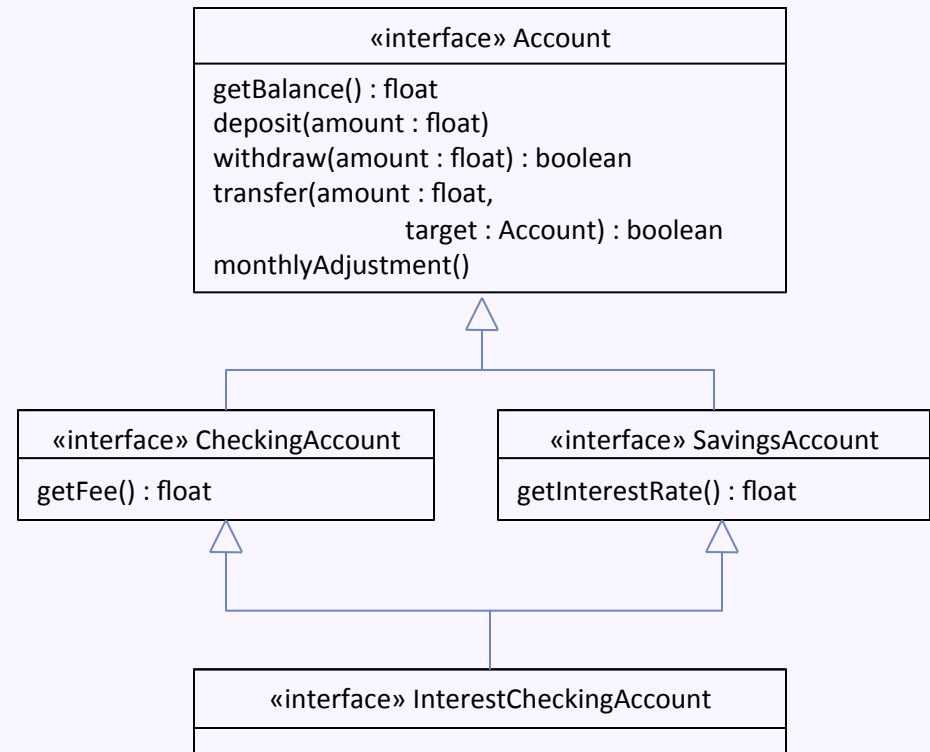 «interface» Account
getBalance() : float
deposit(amount : float)
withdraw(amount : float) : boolean
transfer(amount : float,
target : Account) : boolean
monthlyAdjustment()
«interface» CheckingAccount
getFee() : float
«interface» SavingsAccount
getInterestRate() : float
«interface» InterestCheckingAccount